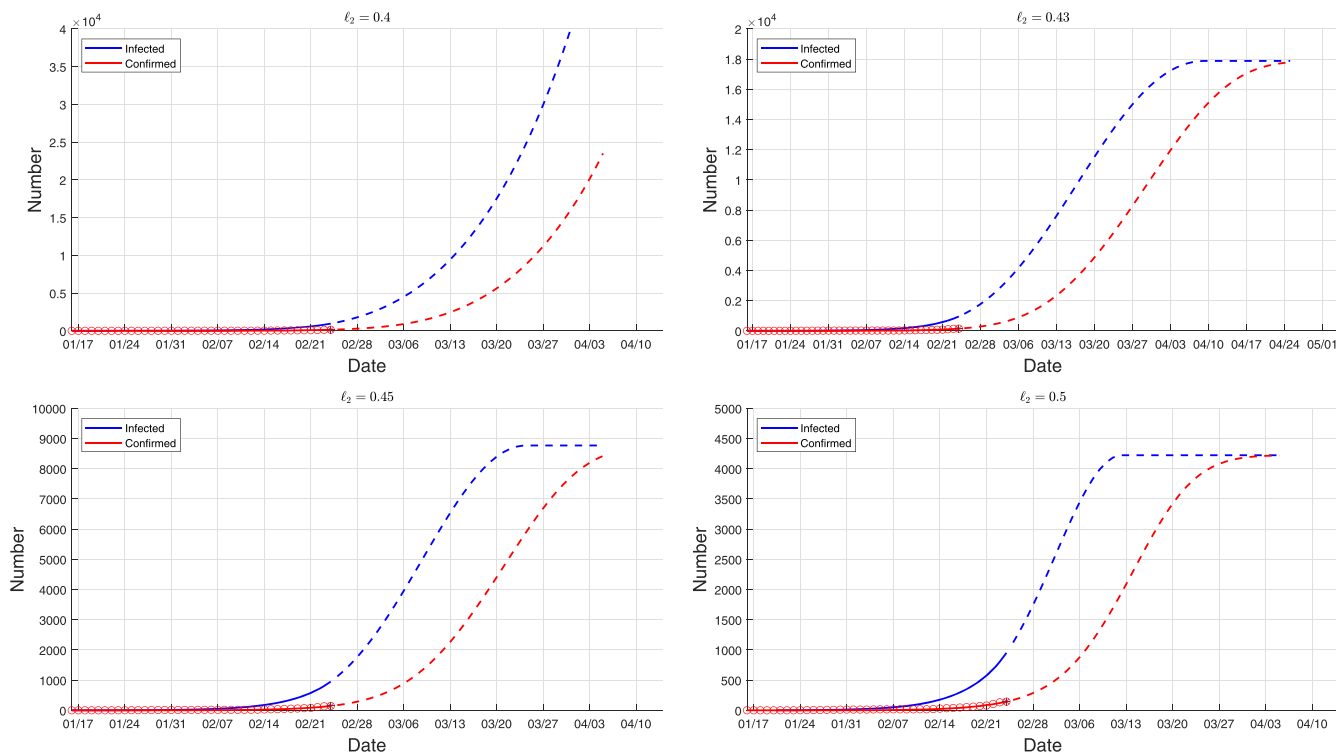 ℓ₂ = 0.4
×10⁴
4
3.5
3
2.5
2
1.5
1
0.5
0
Number
Infected
Confirmed
01/17 01/24 01/31 02/07 02/14 02/21 02/28 03/06 03/13 03/20 03/27 04/03 04/10
Date
ℓ₂ = 0.43
×10⁴
2
1.8
1.6
1.4
1.2
1
0.8
0.6
0.4
0.2
0
Number
Infected
Confirmed
01/17 01/24 01/31 02/07 02/14 02/21 02/28 03/06 03/13 03/20 03/27 04/03 04/10 04/17 04/24 05/01
Date
ℓ₂ = 0.45
10000
9000
8000
7000
6000
5000
4000
3000
2000
1000
0
Number
Infected
Confirmed
01/17 01/24 01/31 02/07 02/14 02/21 02/28 03/06 03/13 03/20 03/27 04/03 04/10
Date
ℓ₂ = 0.5
5000
4500
4000
3500
3000
2500
2000
1500
1000
500
0
Number
Infected
Confirmed
01/17 01/24 01/31 02/07 02/14 02/21 02/28 03/06 03/13 03/20 03/27 04/03 04/10
Date